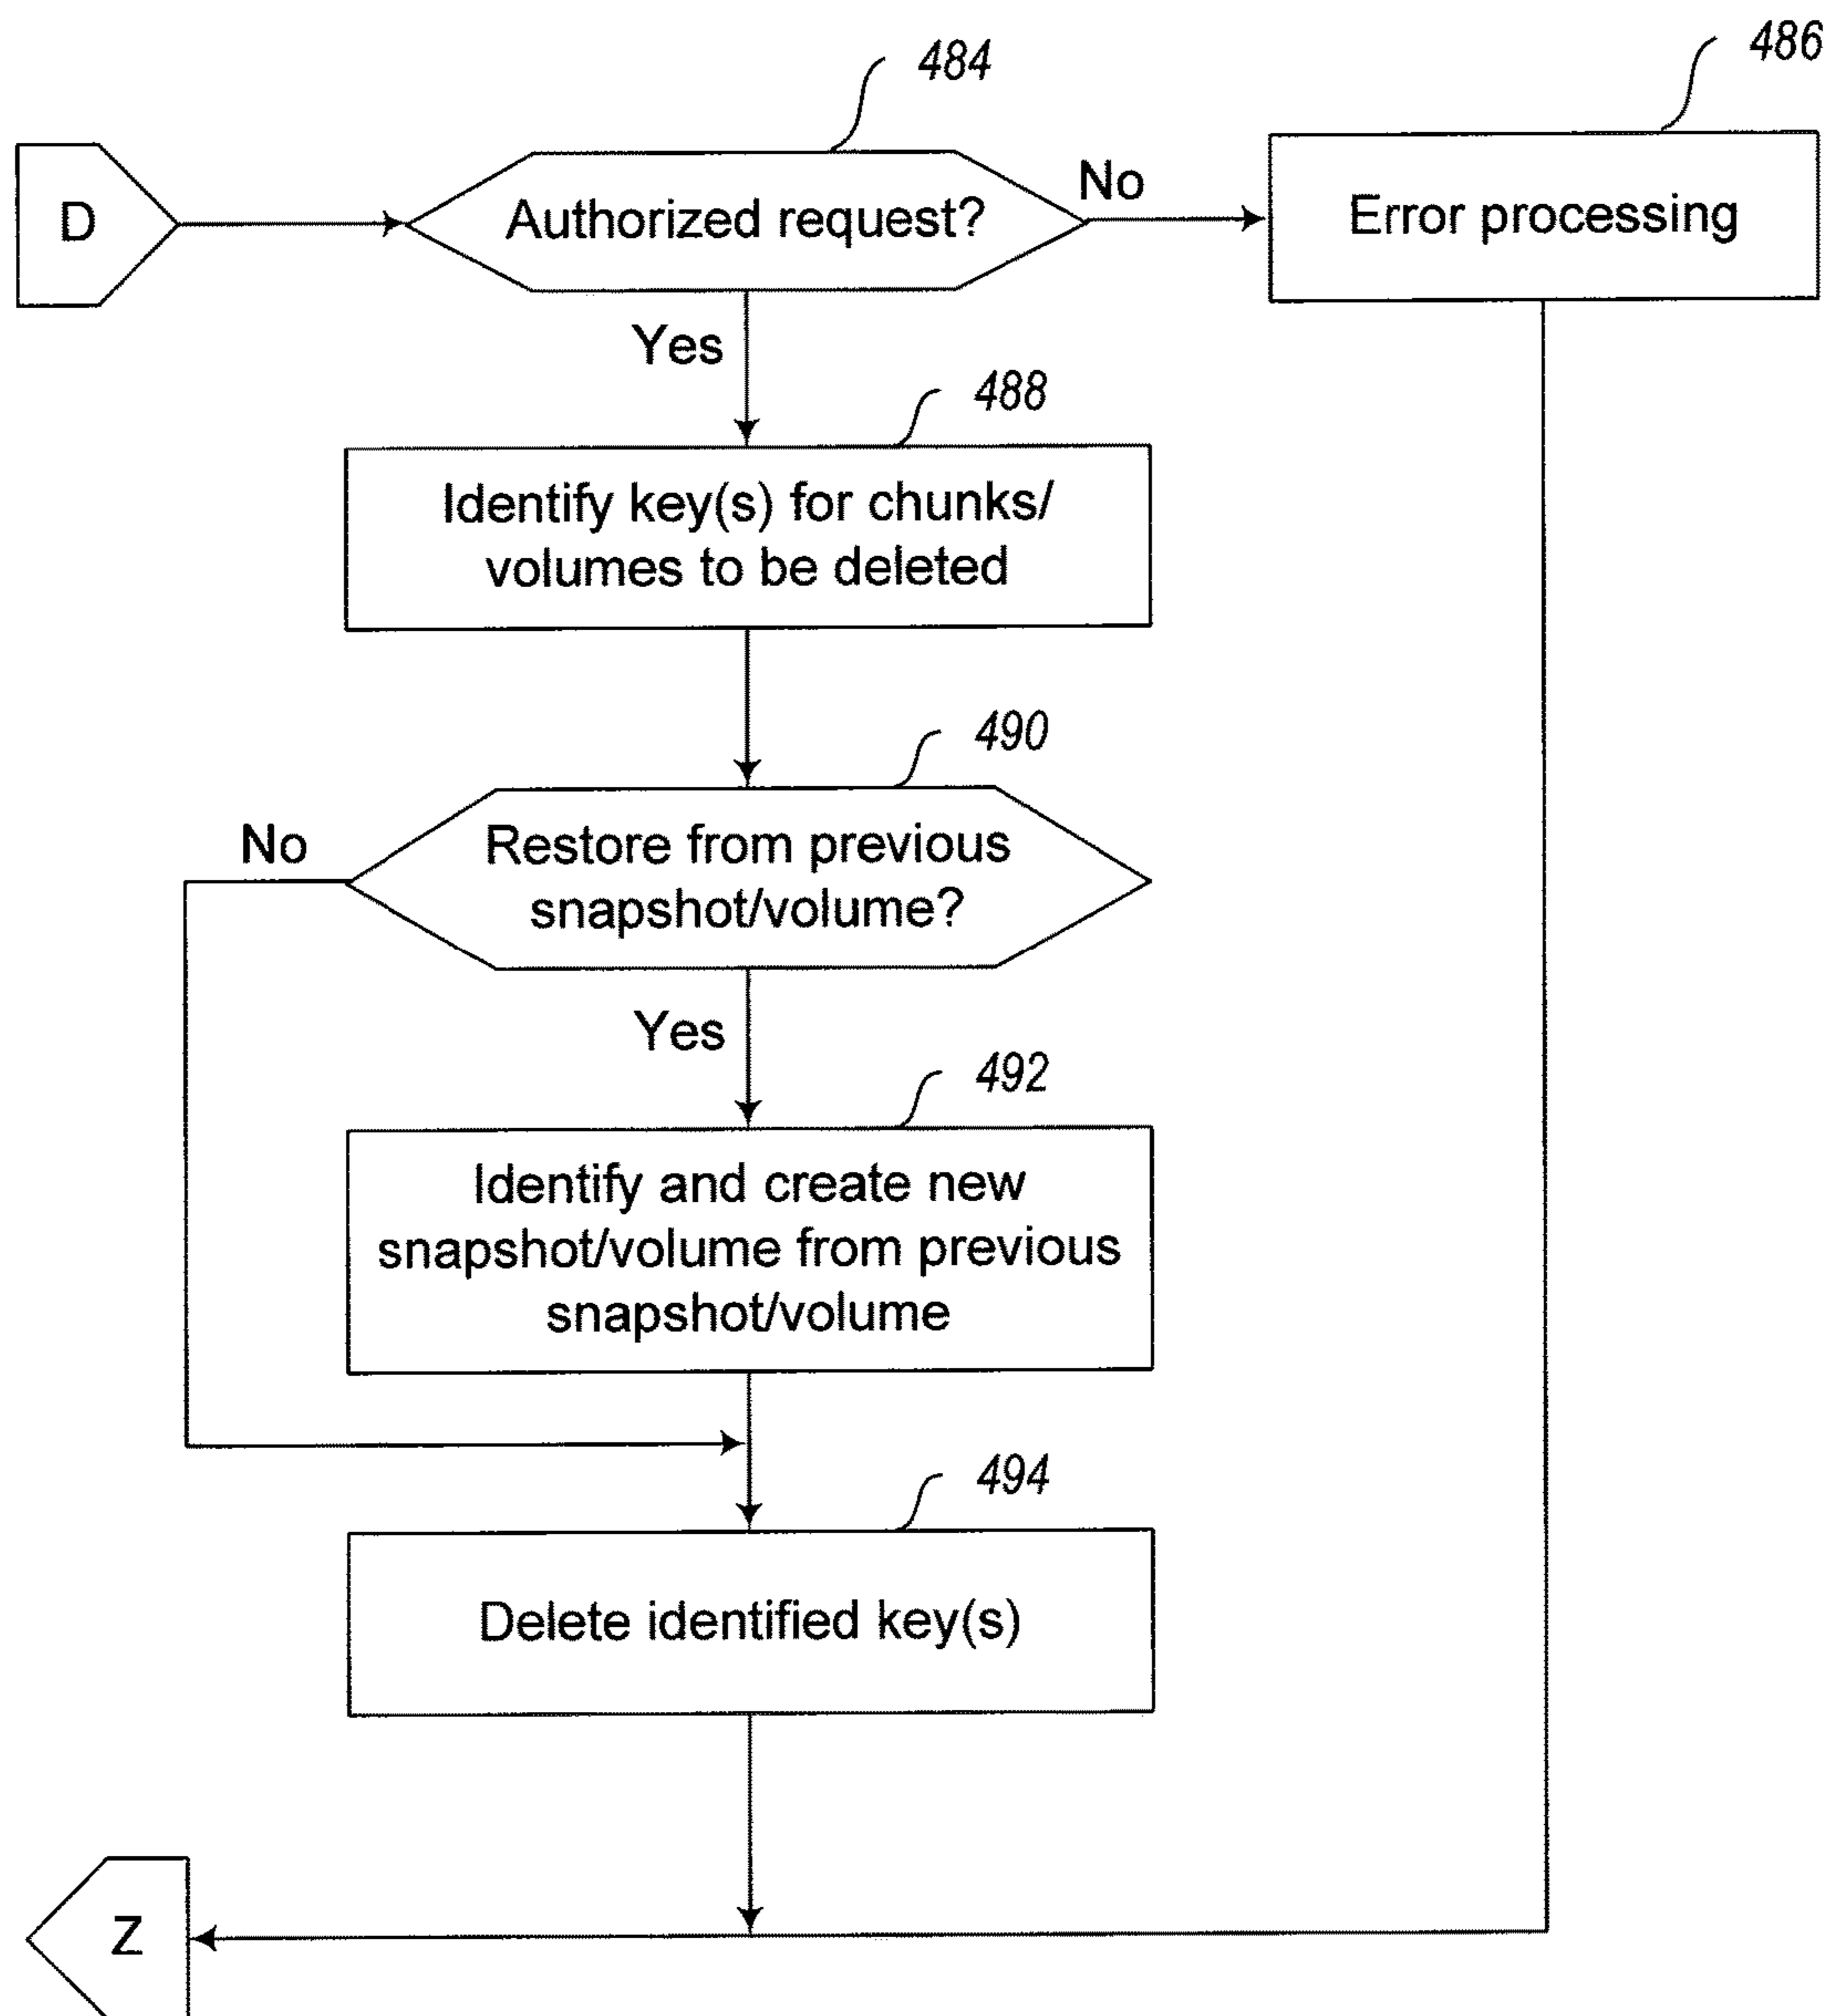 484
486
D
Authorized request?
No
Error processing
Yes
488
Identify key(s) for chunks/
volumes to be deleted
490
No
Restore from previous
snapshot/volume?
Yes
492
Identify and create new
snapshot/volume from previous
snapshot/volume
494
Delete identified key(s)
Z